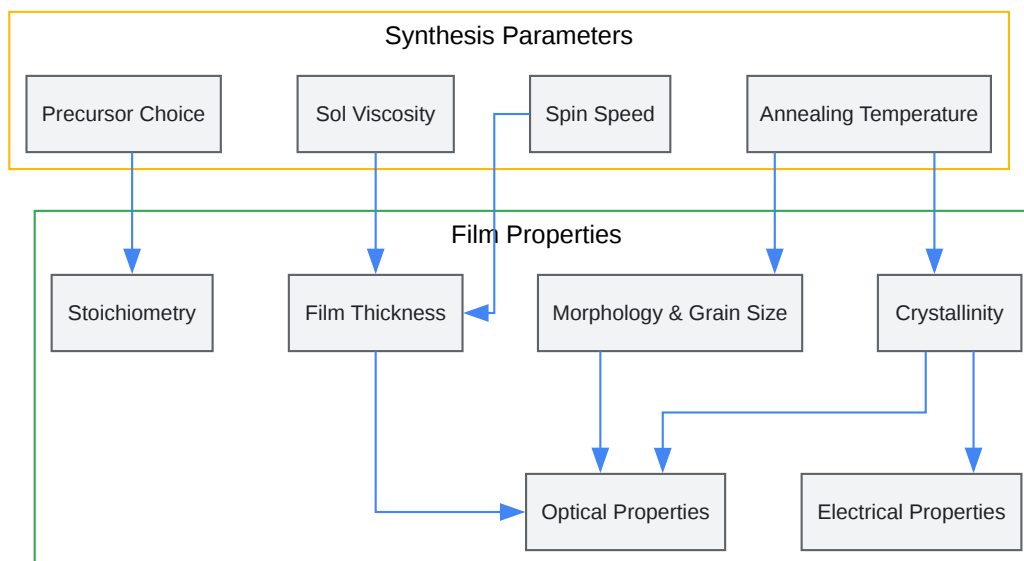 Synthesis Parameters
Precursor Choice
Sol Viscosity
Spin Speed
Annealing Temperature
Film Properties
Stoichiometry
Film Thickness
Morphology & Grain Size
Crystallinity
Optical Properties
Electrical Properties